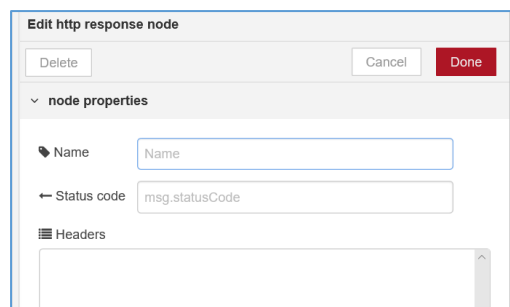 Edit http response node
Delete Cancel Done
node properties
Name Name
Status code msg.statusCode
Headers